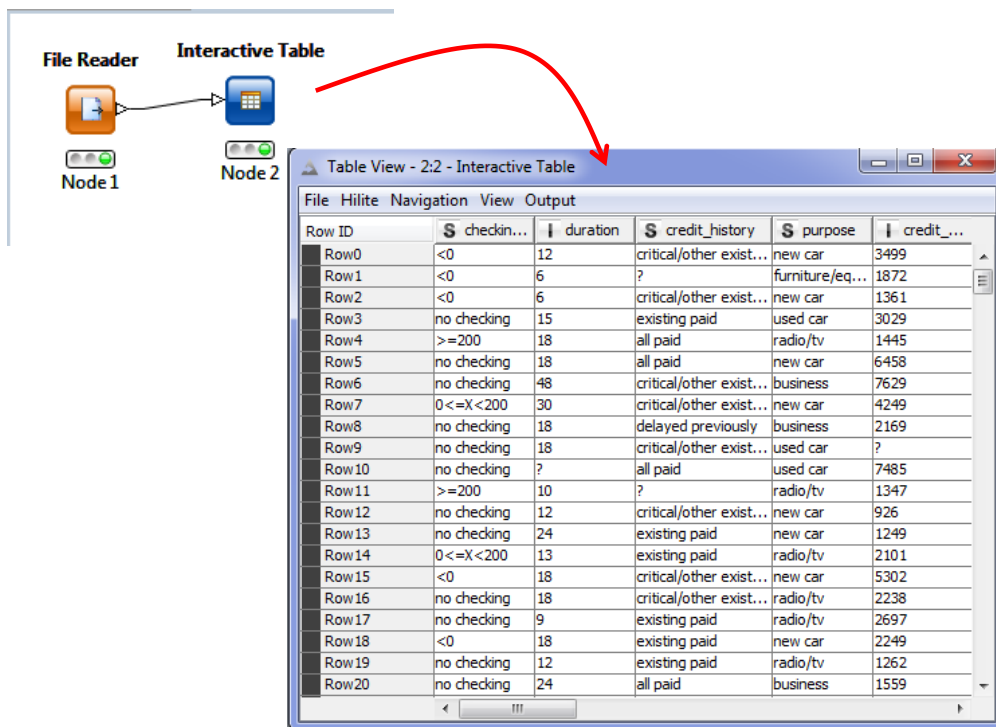 File Reader
Interactive Table
Node 1
Node 2
Table View - 2:2 - Interactive Table
File Hilite Navigation View Output
Row ID S checkin... I duration S credit_history S purpose I credit_...
Row0 <0 12 critical/other exist... new car 3499
Row1 <0 6 ? furniture/eq... 1872
Row2 <0 6 critical/other exist... new car 1361
Row3 no checking 15 existing paid used car 3029
Row4 >=200 18 all paid radio/tv 1445
Row5 no checking 18 all paid new car 6458
Row6 no checking 48 critical/other exist... business 7629
Row7 0<=X<200 30 critical/other exist... new car 4249
Row8 no checking 18 delayed previously business 2169
Row9 no checking 18 critical/other exist... used car ?
Row10 no checking ? all paid used car 7485
Row11 >=200 10 ? radio/tv 1347
Row12 no checking 12 critical/other exist... new car 926
Row13 no checking 24 existing paid new car 1249
Row14 0<=X<200 13 existing paid radio/tv 2101
Row15 <0 18 critical/other exist... new car 5302
Row16 no checking 18 critical/other exist... radio/tv 2238
Row17 no checking 9 existing paid radio/tv 2697
Row18 <0 18 existing paid new car 2249
Row19 no checking 12 existing paid radio/tv 1262
Row20 no checking 24 all paid business 1559